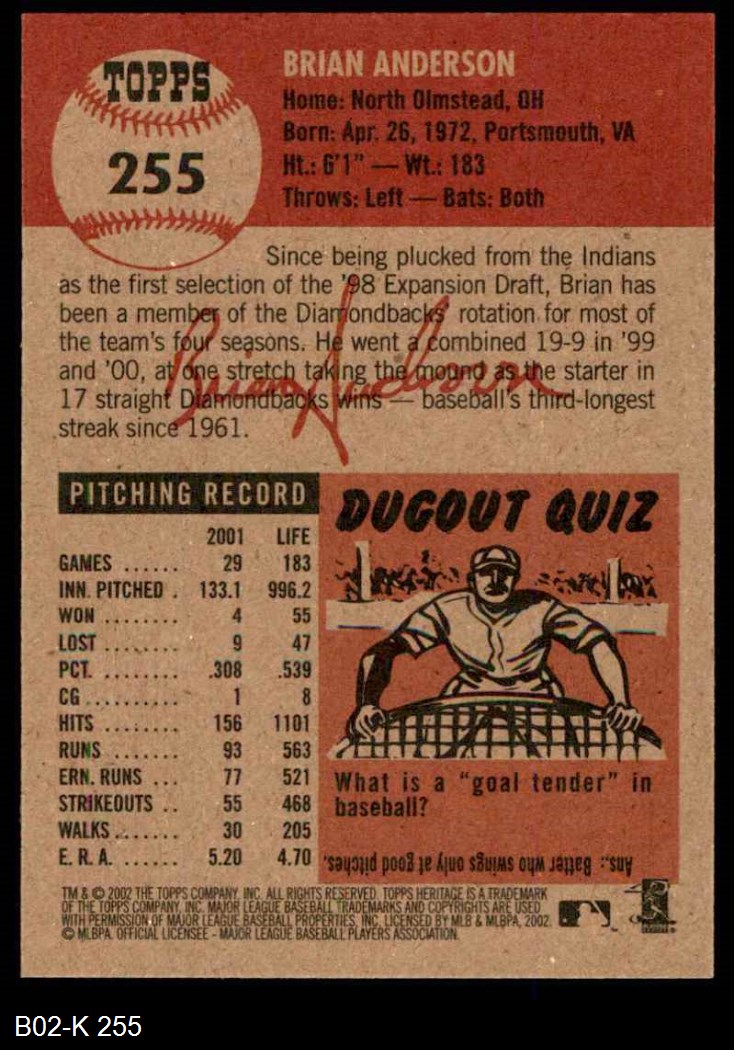 TOPPS
255
BRIAN ANDERSON
Home: North Olmstead, OH
Born: Apr. 26, 1972, Portsmouth, VA
Ht.: 6'1" — Wt.: 183
Throws: Left — Bats: Both
Since being plucked from the Indians
as the first selection of the '98 Expansion Draft, Brian has
been a member of the Diamondbacks' rotation for most of
the team's four seasons. He went a combined 19-9 in '99
and '00, at one stretch taking the mound as the starter in
17 straight Diamondbacks wins — baseball's third-longest
streak since 1961.
Brian Anderson
PITCHING RECORD
2001 LIFE
GAMES ...... 29 183
INN. PITCHED . 133.1 996.2
WON ........ 4 55
LOST ........ 9 47
PCT. ........ .308 .539
CG .......... 1 8
HITS ........ 156 1101
RUNS ....... 93 563
ERN. RUNS ... 77 521
STRIKEOUTS .. 55 468
WALKS ....... 30 205
E. R. A. ...... 5.20 4.70
DUGOUT QUIZ
What is a "goal tender" in
baseball?
Ans.: Batter who swings only at good pitches.
TM & © 2002 THE TOPPS COMPANY, INC. ALL RIGHTS RESERVED. TOPPS HERITAGE IS A TRADEMARK
OF THE TOPPS COMPANY, INC. MAJOR LEAGUE BASEBALL TRADEMARKS AND COPYRIGHTS ARE USED
WITH PERMISSION OF MAJOR LEAGUE BASEBALL PROPERTIES, INC. LICENSED BY MLB & MLBPA, 2002.
© MLBPA. OFFICIAL LICENSEE - MAJOR LEAGUE BASEBALL PLAYERS ASSOCIATION.
B02-K 255